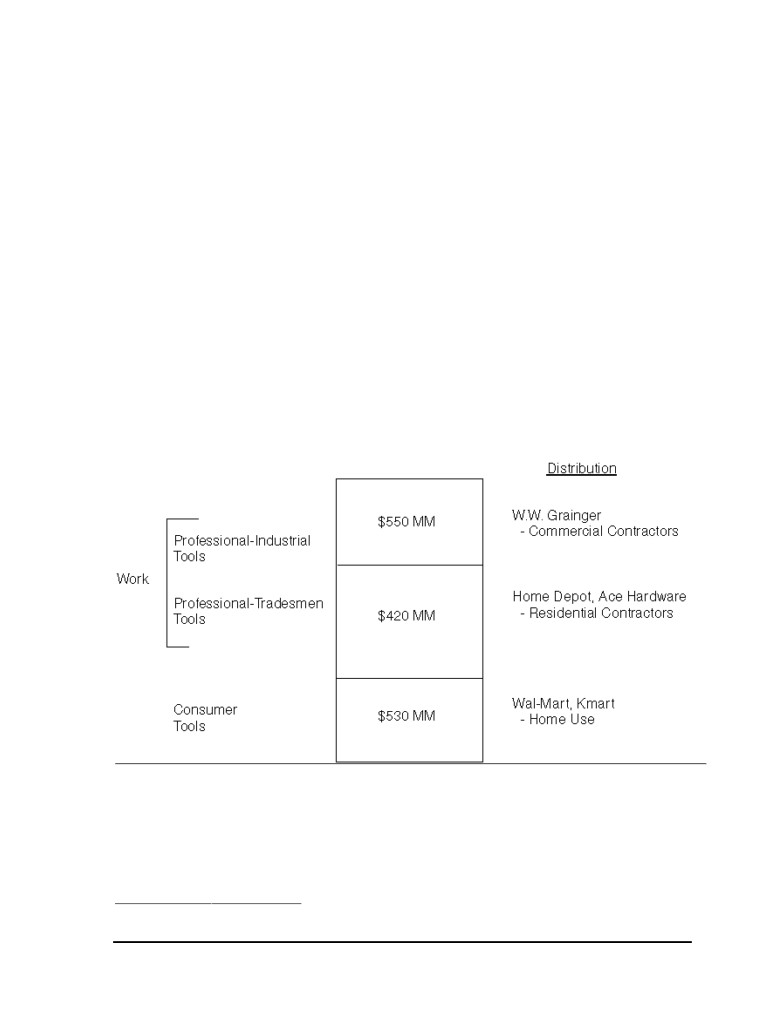 Distribution
$550 MM
W.W. Grainger
- Commercial Contractors
Professional-Industrial
Tools
Work
Professional-Tradesmen
Tools
$420 MM
Home Depot, Ace Hardware
- Residential Contractors
Consumer
Tools
$530 MM
Wal-Mart, Kmart
- Home Use